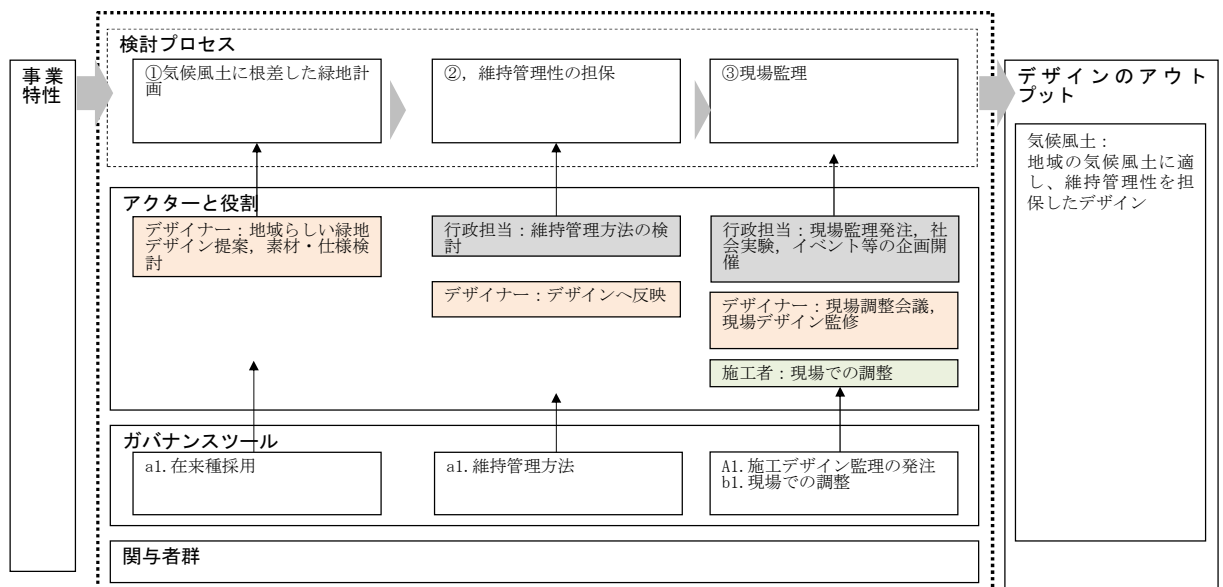 事業
特性
検討プロセス
①気候風土に根差した緑地計
画
②，維持管理性の担保
③現場監理
アクターと役割
デザイナー：地域らしい緑地
デザイン提案，素材・仕様検
討
行政担当：維持管理方法の検
討
デザイナー：デザインへ反映
行政担当：現場監理発注，社
会実験，イベント等の企画開
催
デザイナー：現場調整会議，
現場デザイン監修
施工者：現場での調整
ガバナンスツール
a1.在来種採用
a1.維持管理方法
A1.施工デザイン監理の発注
b1.現場での調整
関与者群
デザインのアウト
プット
気候風土：
地域の気候風土に適
し、維持管理性を担
保したデザイン